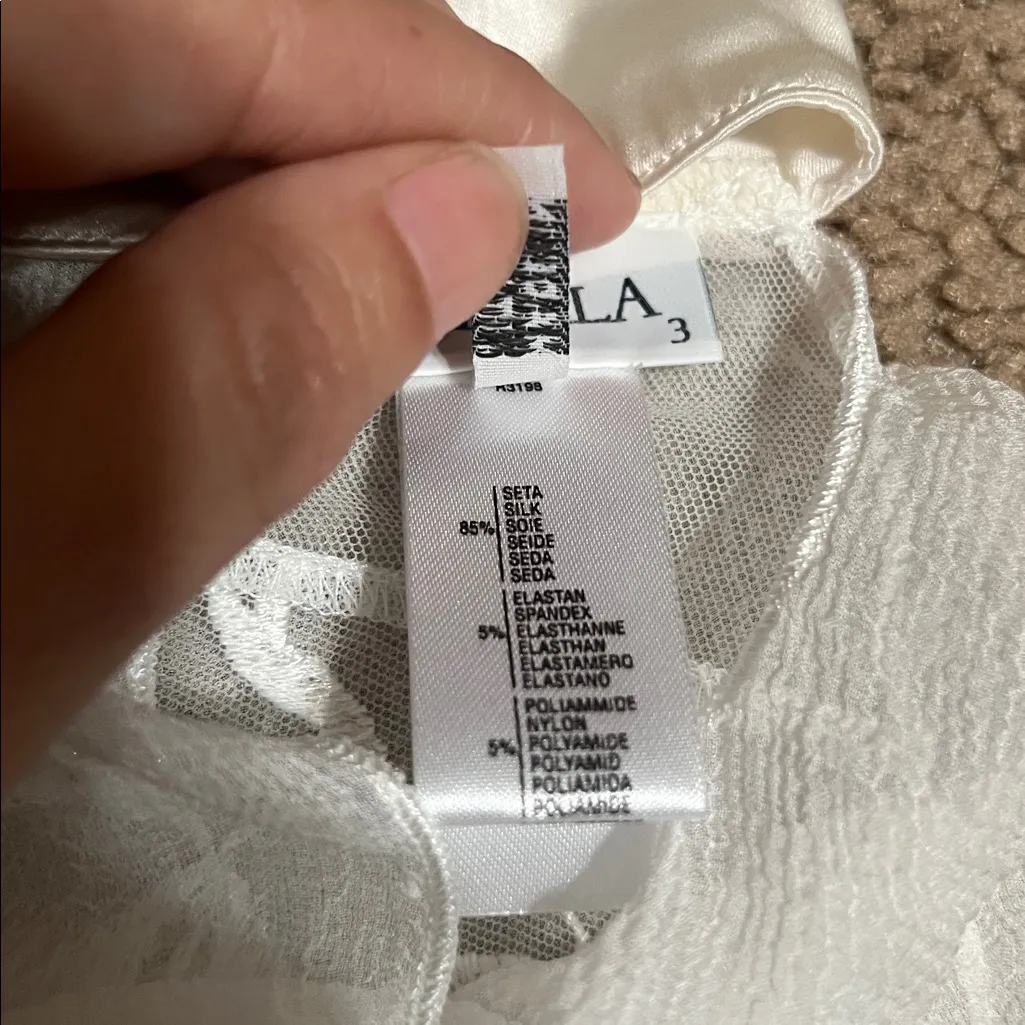 LA
3
R3198
85%
SETA
SILK
SOIE
SEIDE
SEDA
SEDA
5%
ELASTAN
SPANDEX
ELASTHANNE
ELASTHAN
ELASTAMERO
ELASTANO
5%
POLIAMMIDE
NYLON
POLYAMIDE
POLYAMID
POLIAMIDA
POLIAMIDE